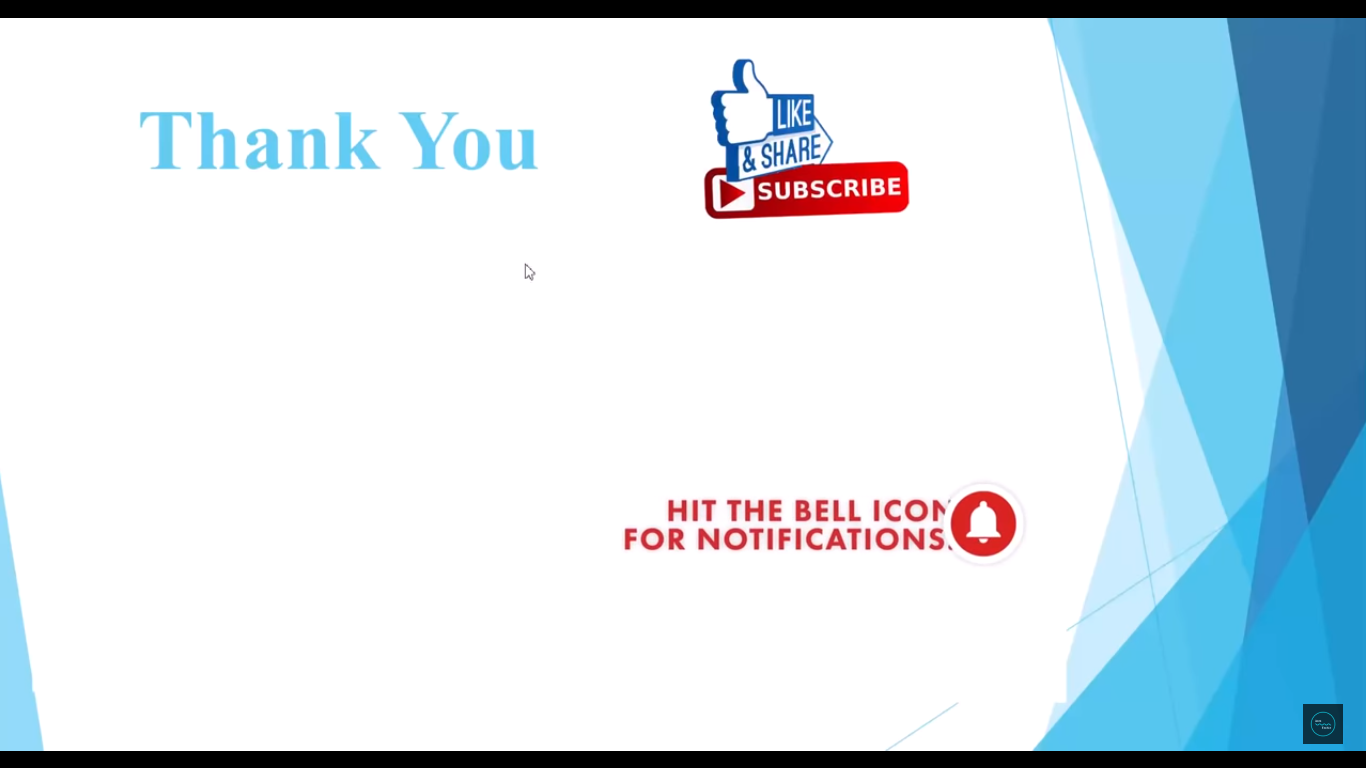 Thank You
LIKE
& SHARE
SUBSCRIBE
HIT THE BELL ICON
FOR NOTIFICATIONS.